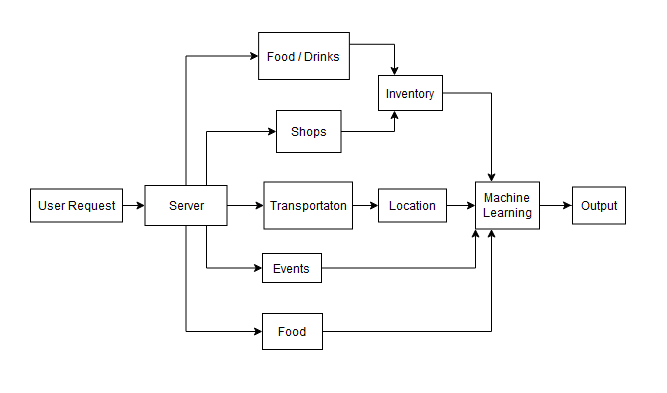 Food / Drinks
Inventory
Shops
User Request
Server
Transportaton
Location
Machine
Learning
Output
Events
Food